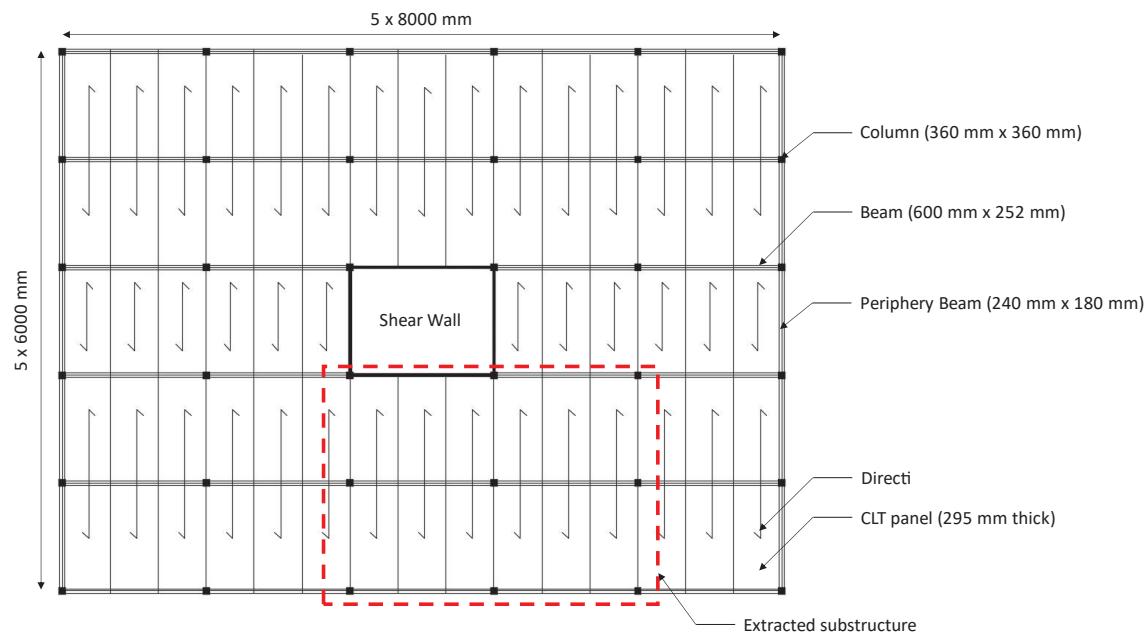 5 x 8000 mm
Column (360 mm x 360 mm)
Beam (600 mm x 252 mm)
Periphery Beam (240 mm x 180 mm)
5 x 6000 mm
Shear Wall
Directi
CLT panel (295 mm thick)
Extracted substructure